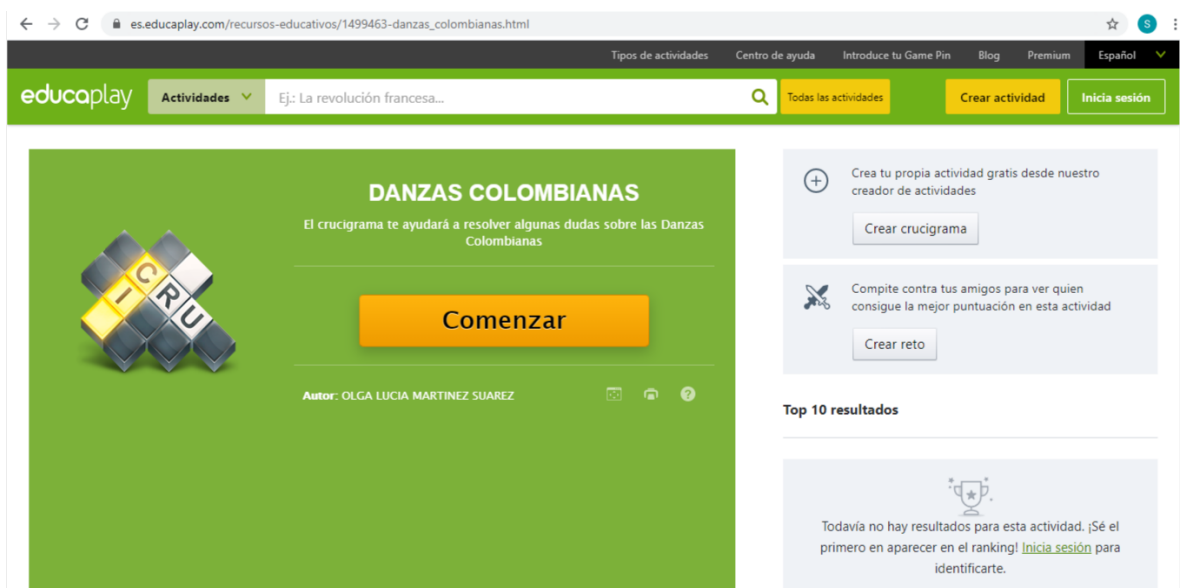 es.educaplay.com/recursos-educativos/1499463-danzas_colombianas.html
S
Tipos de actividades Centro de ayuda Introduce tu Game Pin Blog Premium Español
educaplay Actividades Ej.: La revolución francesa... Todas las actividades Crear actividad Inicia sesión
DANZAS COLOMBIANAS
El crucigrama te ayudará a resolver algunas dudas sobre las Danzas
Colombianas
CRU
I
Comenzar
Autor: OLGA LUCIA MARTINEZ SUAREZ
?
Crea tu propia actividad gratis desde nuestro
creador de actividades
Crear crucigrama
Compite contra tus amigos para ver quien
consigue la mejor puntuación en esta actividad
Crear reto
Top 10 resultados
Todavía no hay resultados para esta actividad. ¡Sé el
primero en aparecer en el ranking! Inicia sesión para
identificarte.